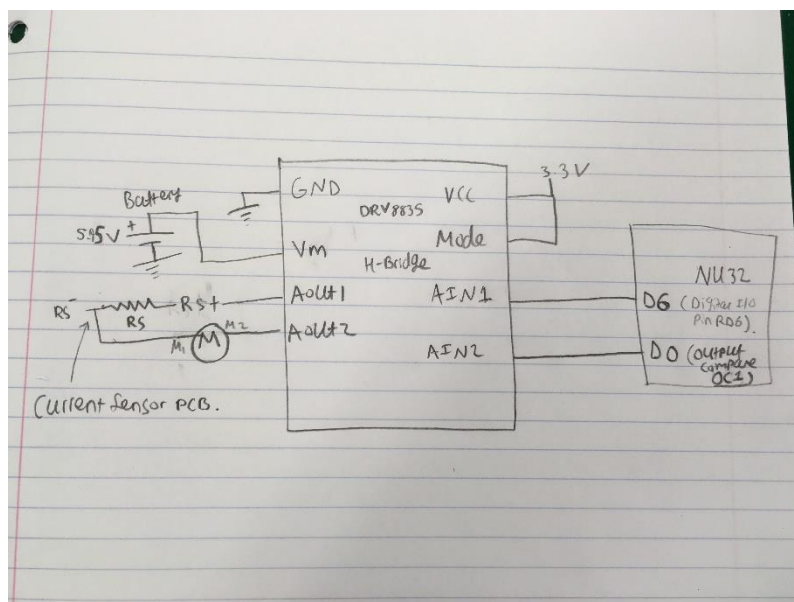 3.3V
Battery
5.95V +
GND
VCC
DRV8835
Vm
Mode
H-Bridge
NU32
RS-
RS
RS+
AOUT1
AIN1
D6 (Digital I/O
Pin RD6).
M1
M
M2
AOUT2
AIN2
D0 (output
compare
OC1)
Current Sensor PCB.